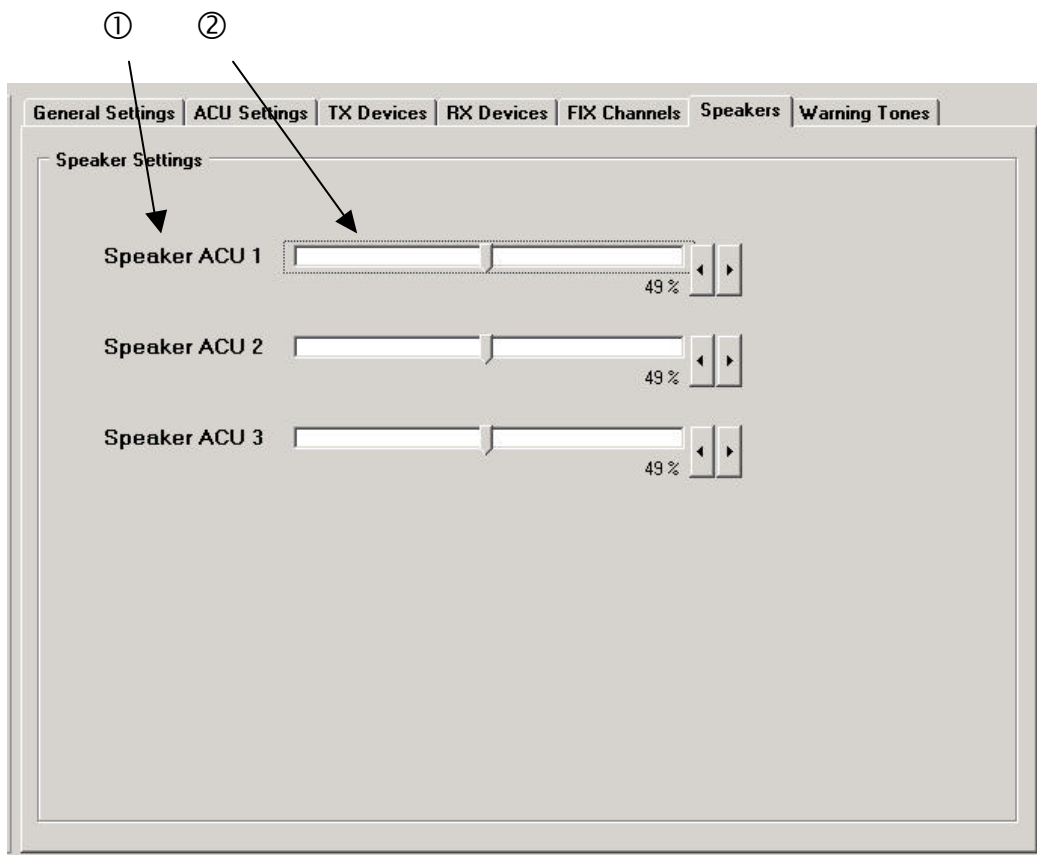 ① ②
General Settings ACU Settings TX Devices RX Devices FIX Channels Speakers Warning Tones
Speaker Settings
Speaker ACU 1
49 %
Speaker ACU 2
49 %
Speaker ACU 3
49 %